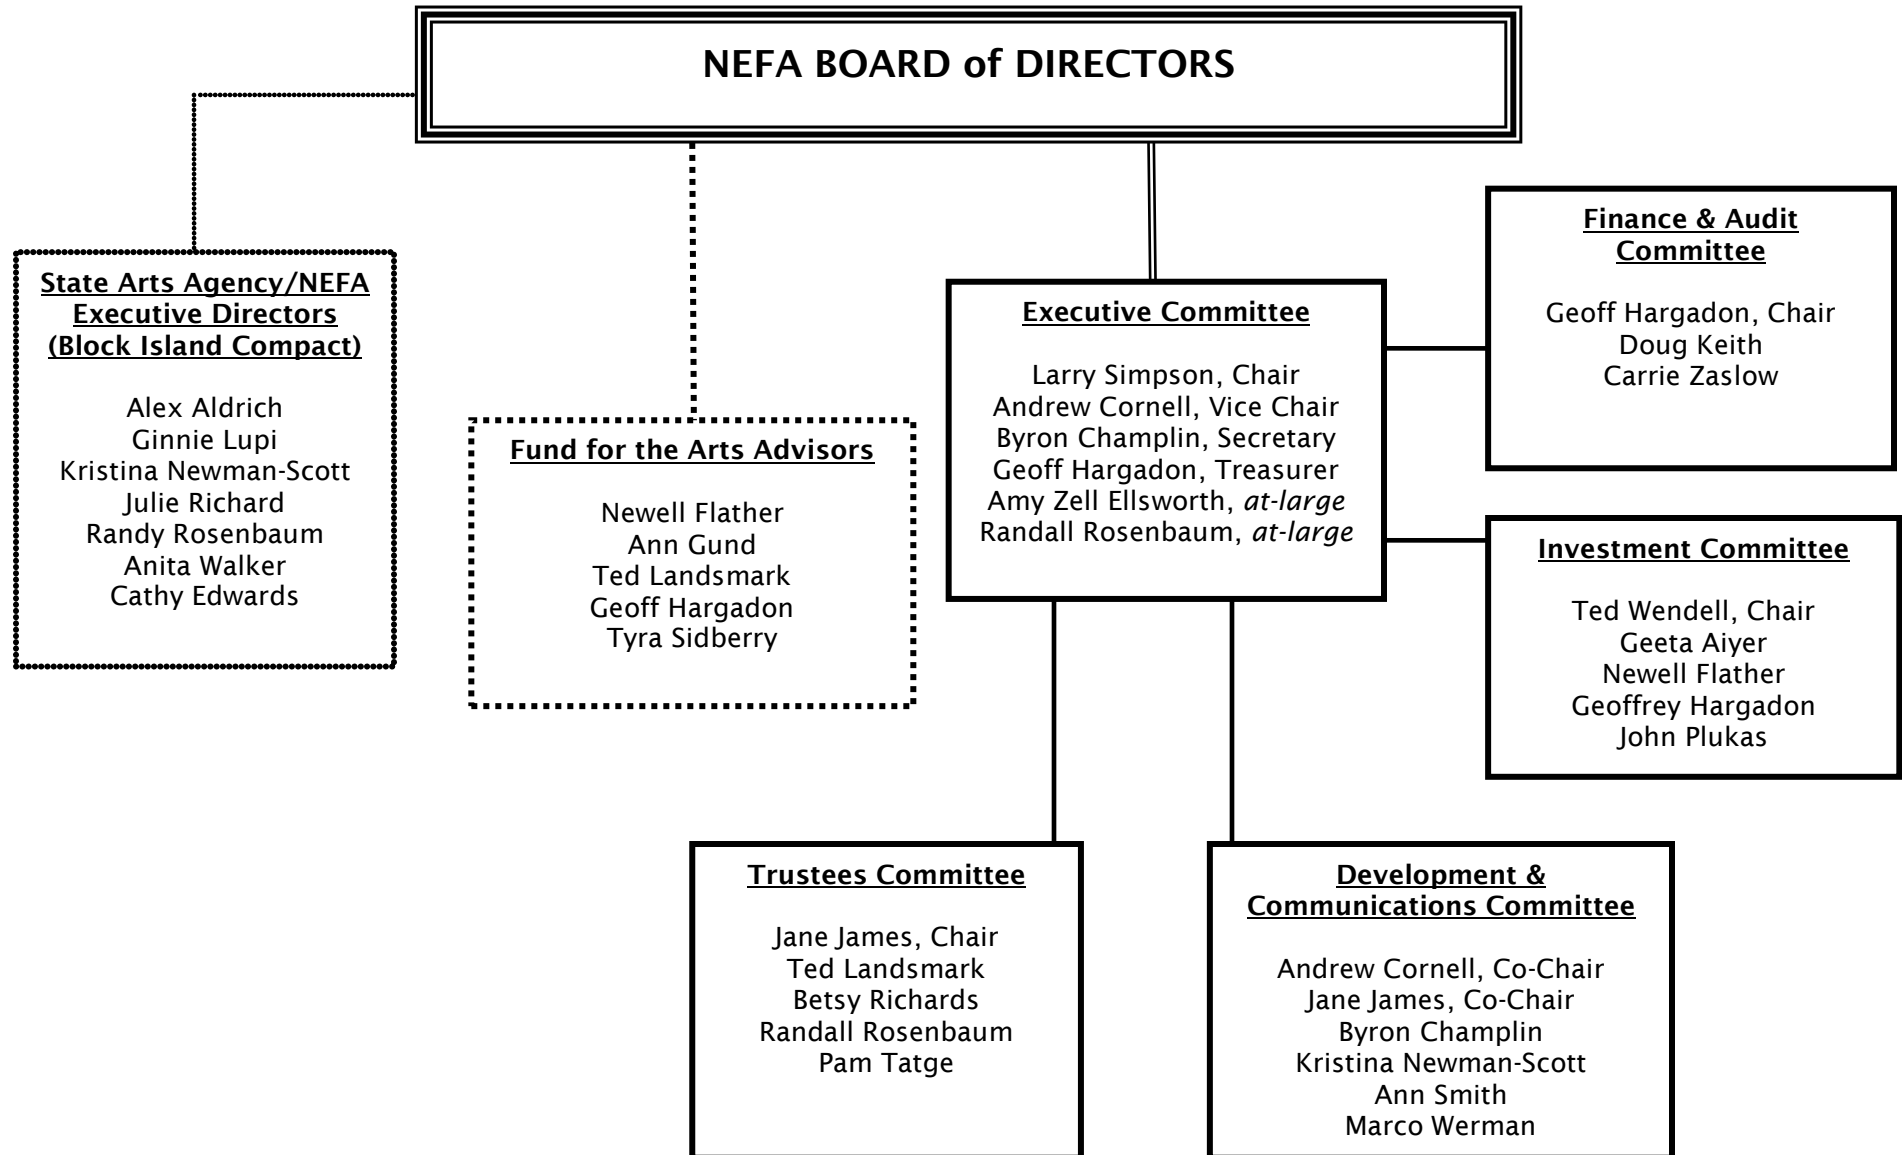 NEFA BOARD of DIRECTORS
State Arts Agency/NEFA
Executive Directors
(Block Island Compact)
Alex Aldrich
Ginnie Lupi
Kristina Newman-Scott
Julie Richard
Randy Rosenbaum
Anita Walker
Cathy Edwards
Fund for the Arts Advisors
Newell Flather
Ann Gund
Ted Landsmark
Geoff Hargadon
Tyra Sidberry
Executive Committee
Larry Simpson, Chair
Andrew Cornell, Vice Chair
Byron Champlin, Secretary
Geoff Hargadon, Treasurer
Amy Zell Ellsworth, at-large
Randall Rosenbaum, at-large
Finance & Audit
Committee
Geoff Hargadon, Chair
Doug Keith
Carrie Zaslow
Investment Committee
Ted Wendell, Chair
Geeta Aiyer
Newell Flather
Geoffrey Hargadon
John Plukas
Trustees Committee
Jane James, Chair
Ted Landsmark
Betsy Richards
Randall Rosenbaum
Pam Tatge
Development &
Communications Committee
Andrew Cornell, Co-Chair
Jane James, Co-Chair
Byron Champlin
Kristina Newman-Scott
Ann Smith
Marco Werman